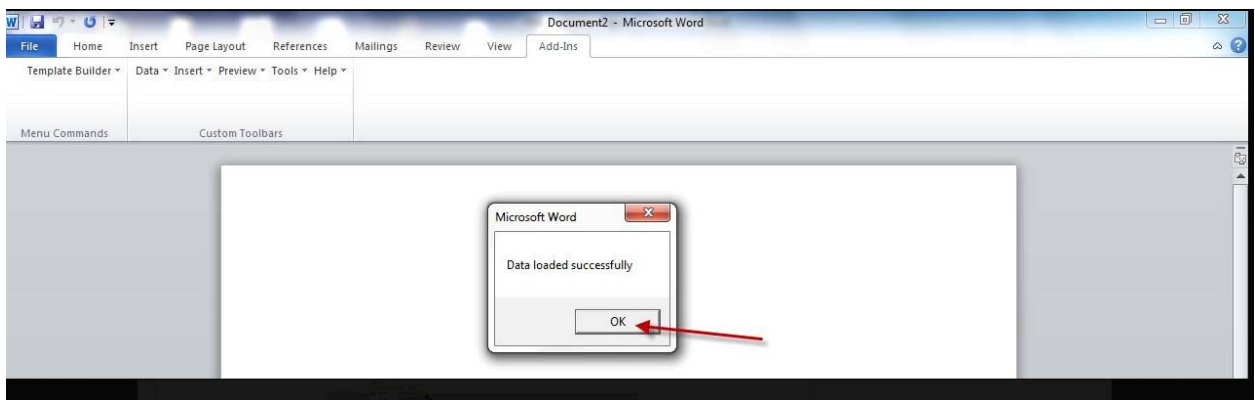 W
Document2 - Microsoft Word
File Home Insert Page Layout References Mailings Review View Add-Ins
Template Builder Data Insert Preview Tools Help
Menu Commands Custom Toolbars
Microsoft Word
Data loaded successfully
OK